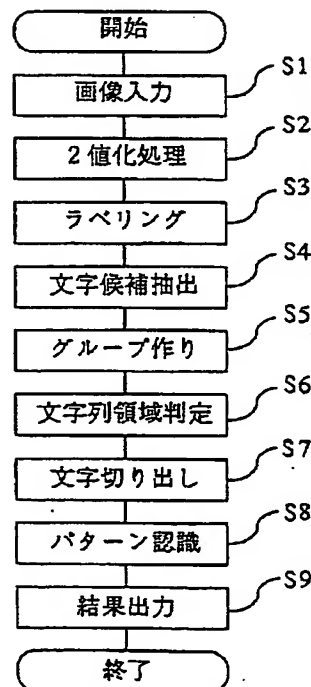 開始
S1
画像入力
S2
2値化処理
S3
ラベリング
S4
文字候補抽出
S5
グループ作り
S6
文字列領域判定
S7
文字切り出し
S8
パターン認識
S9
結果出力
終了